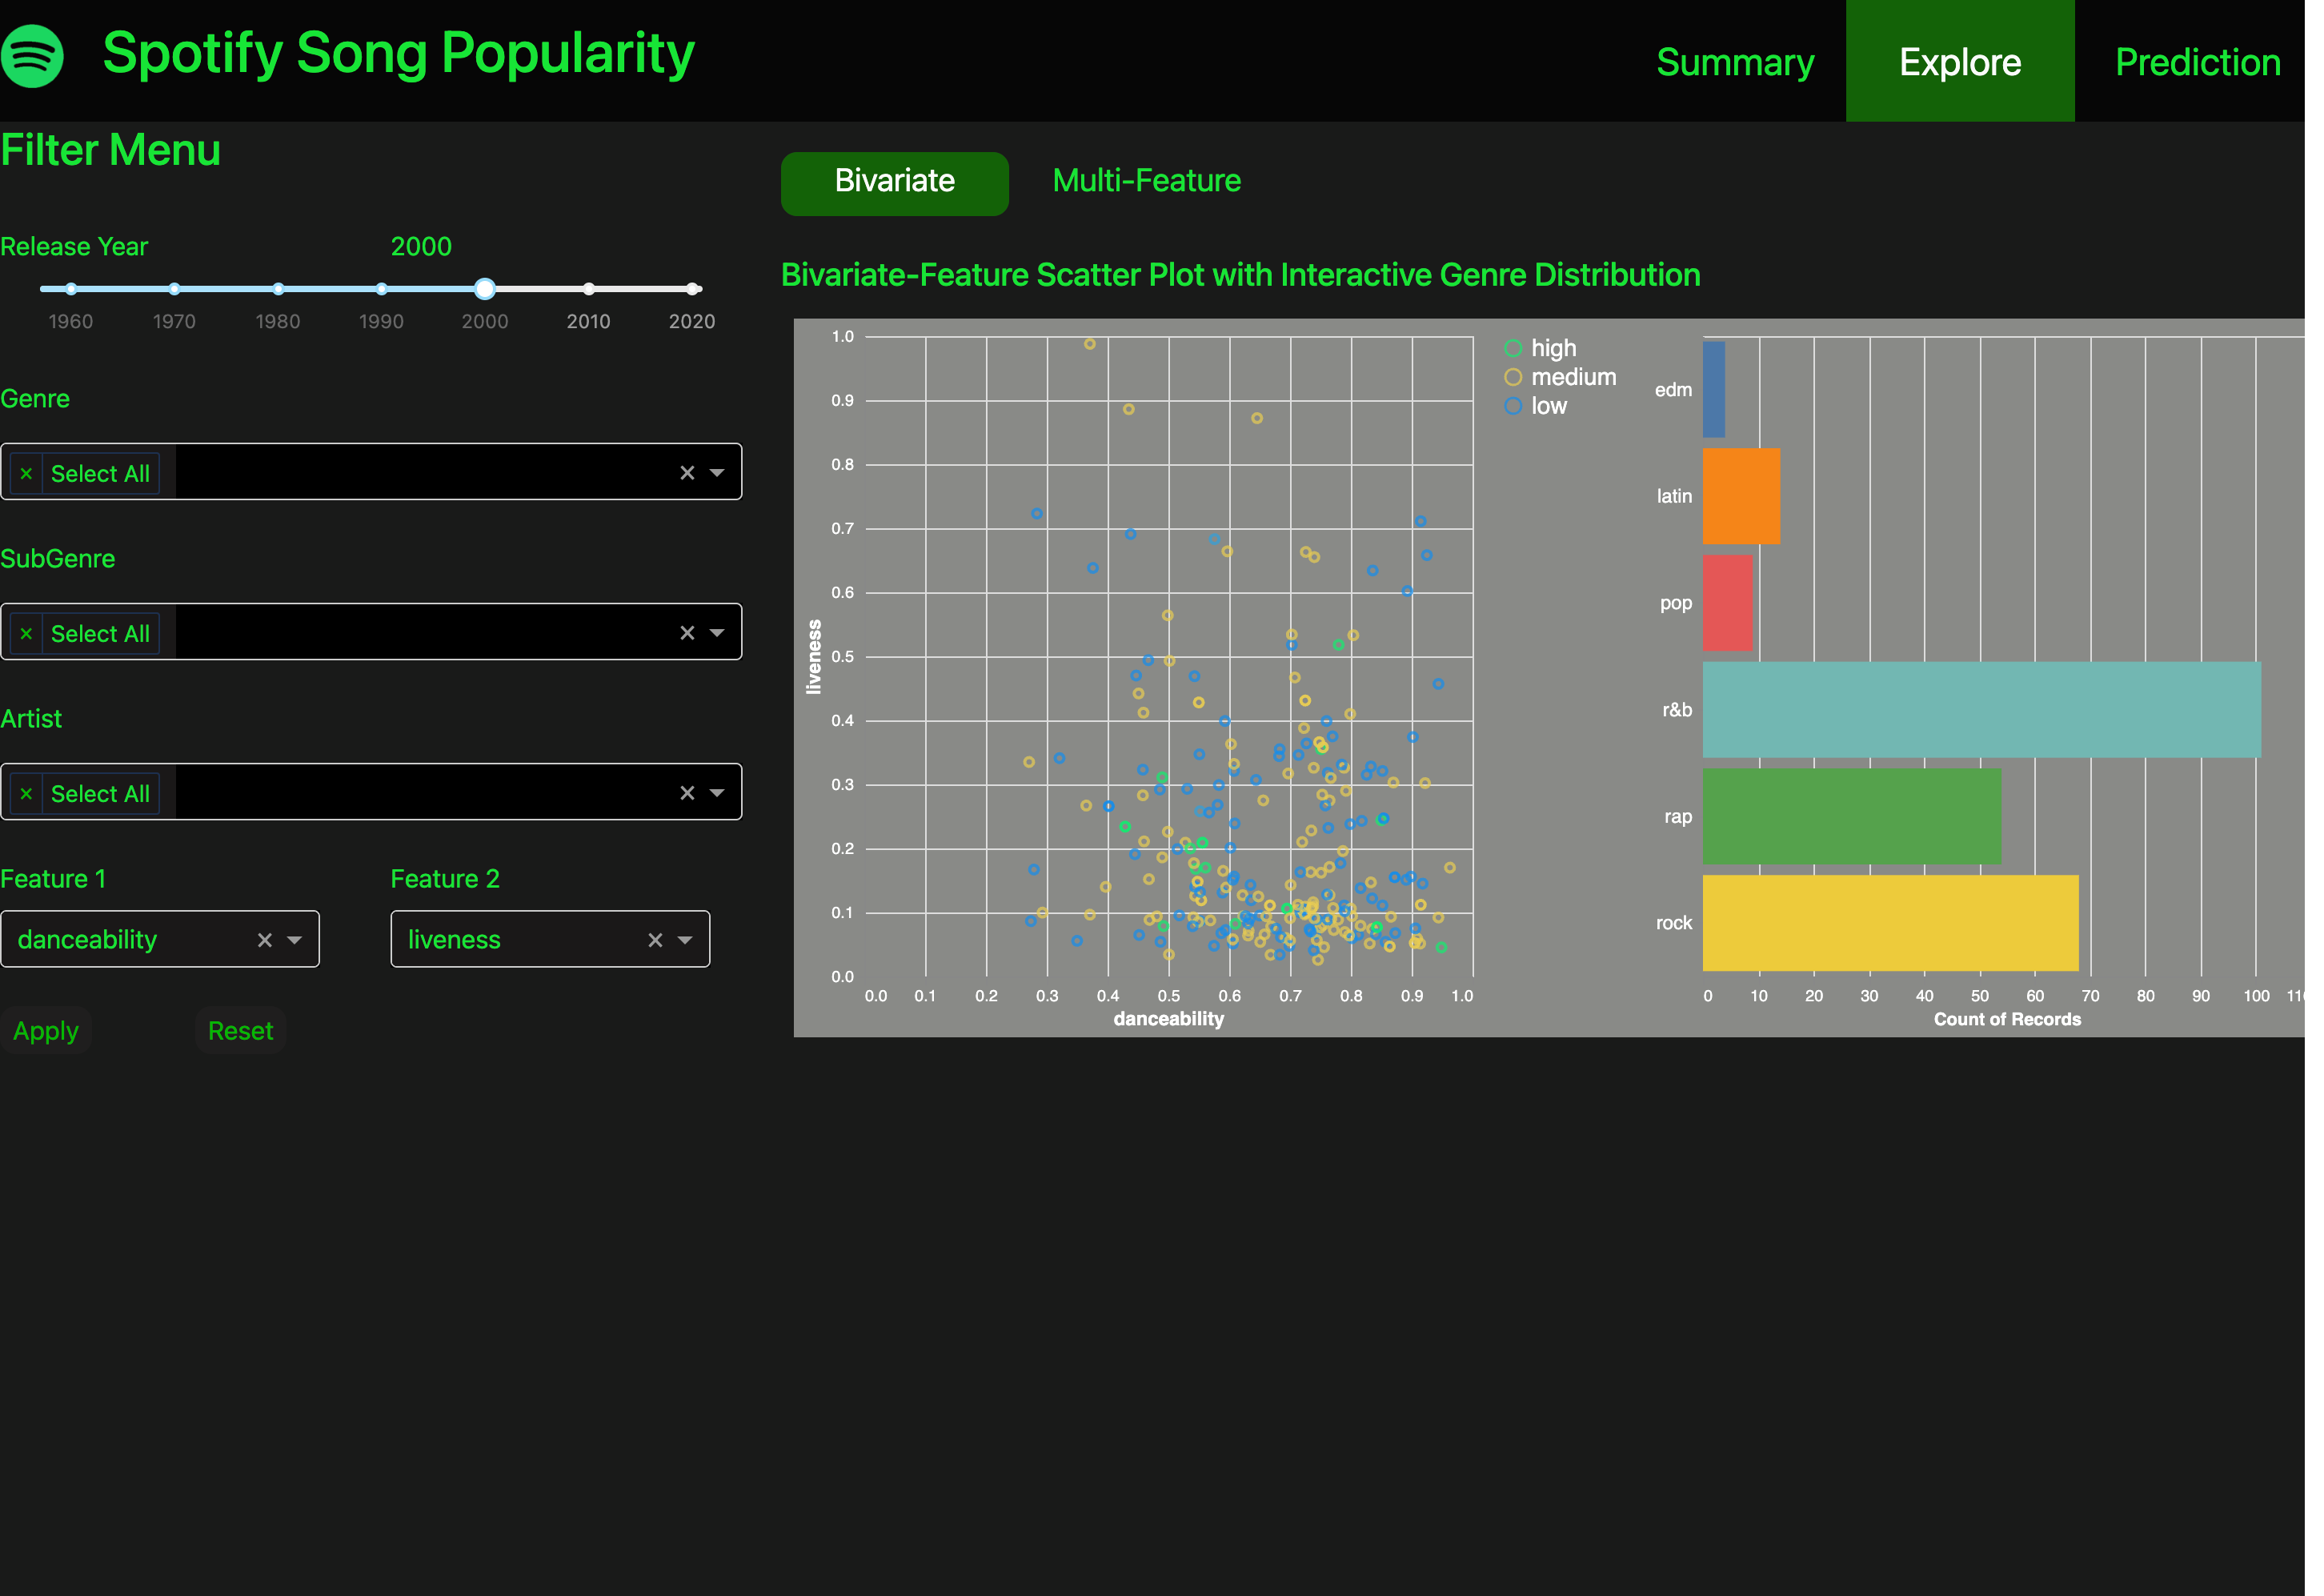 Spotify Song Popularity
Summary
Explore
Prediction
Filter Menu
Bivariate
Multi-Feature
Release Year
2000
1960 1970 1980 1990 2000 2010 2020
Genre
× Select All
SubGenre
× Select All
Artist
× Select All
Feature 1
Feature 2
danceability
liveness
Apply
Reset
Bivariate-Feature Scatter Plot with Interactive Genre Distribution
1.0
0.9
0.8
0.7
0.6
0.5
0.4
0.3
0.2
0.1
0.0
liveness
0.0 0.1 0.2 0.3 0.4 0.5 0.6 0.7 0.8 0.9 1.0
danceability
high
medium
low
edm
latin
pop
r&b
rap
rock
0 10 20 30 40 50 60 70 80 90 100
Count of Records